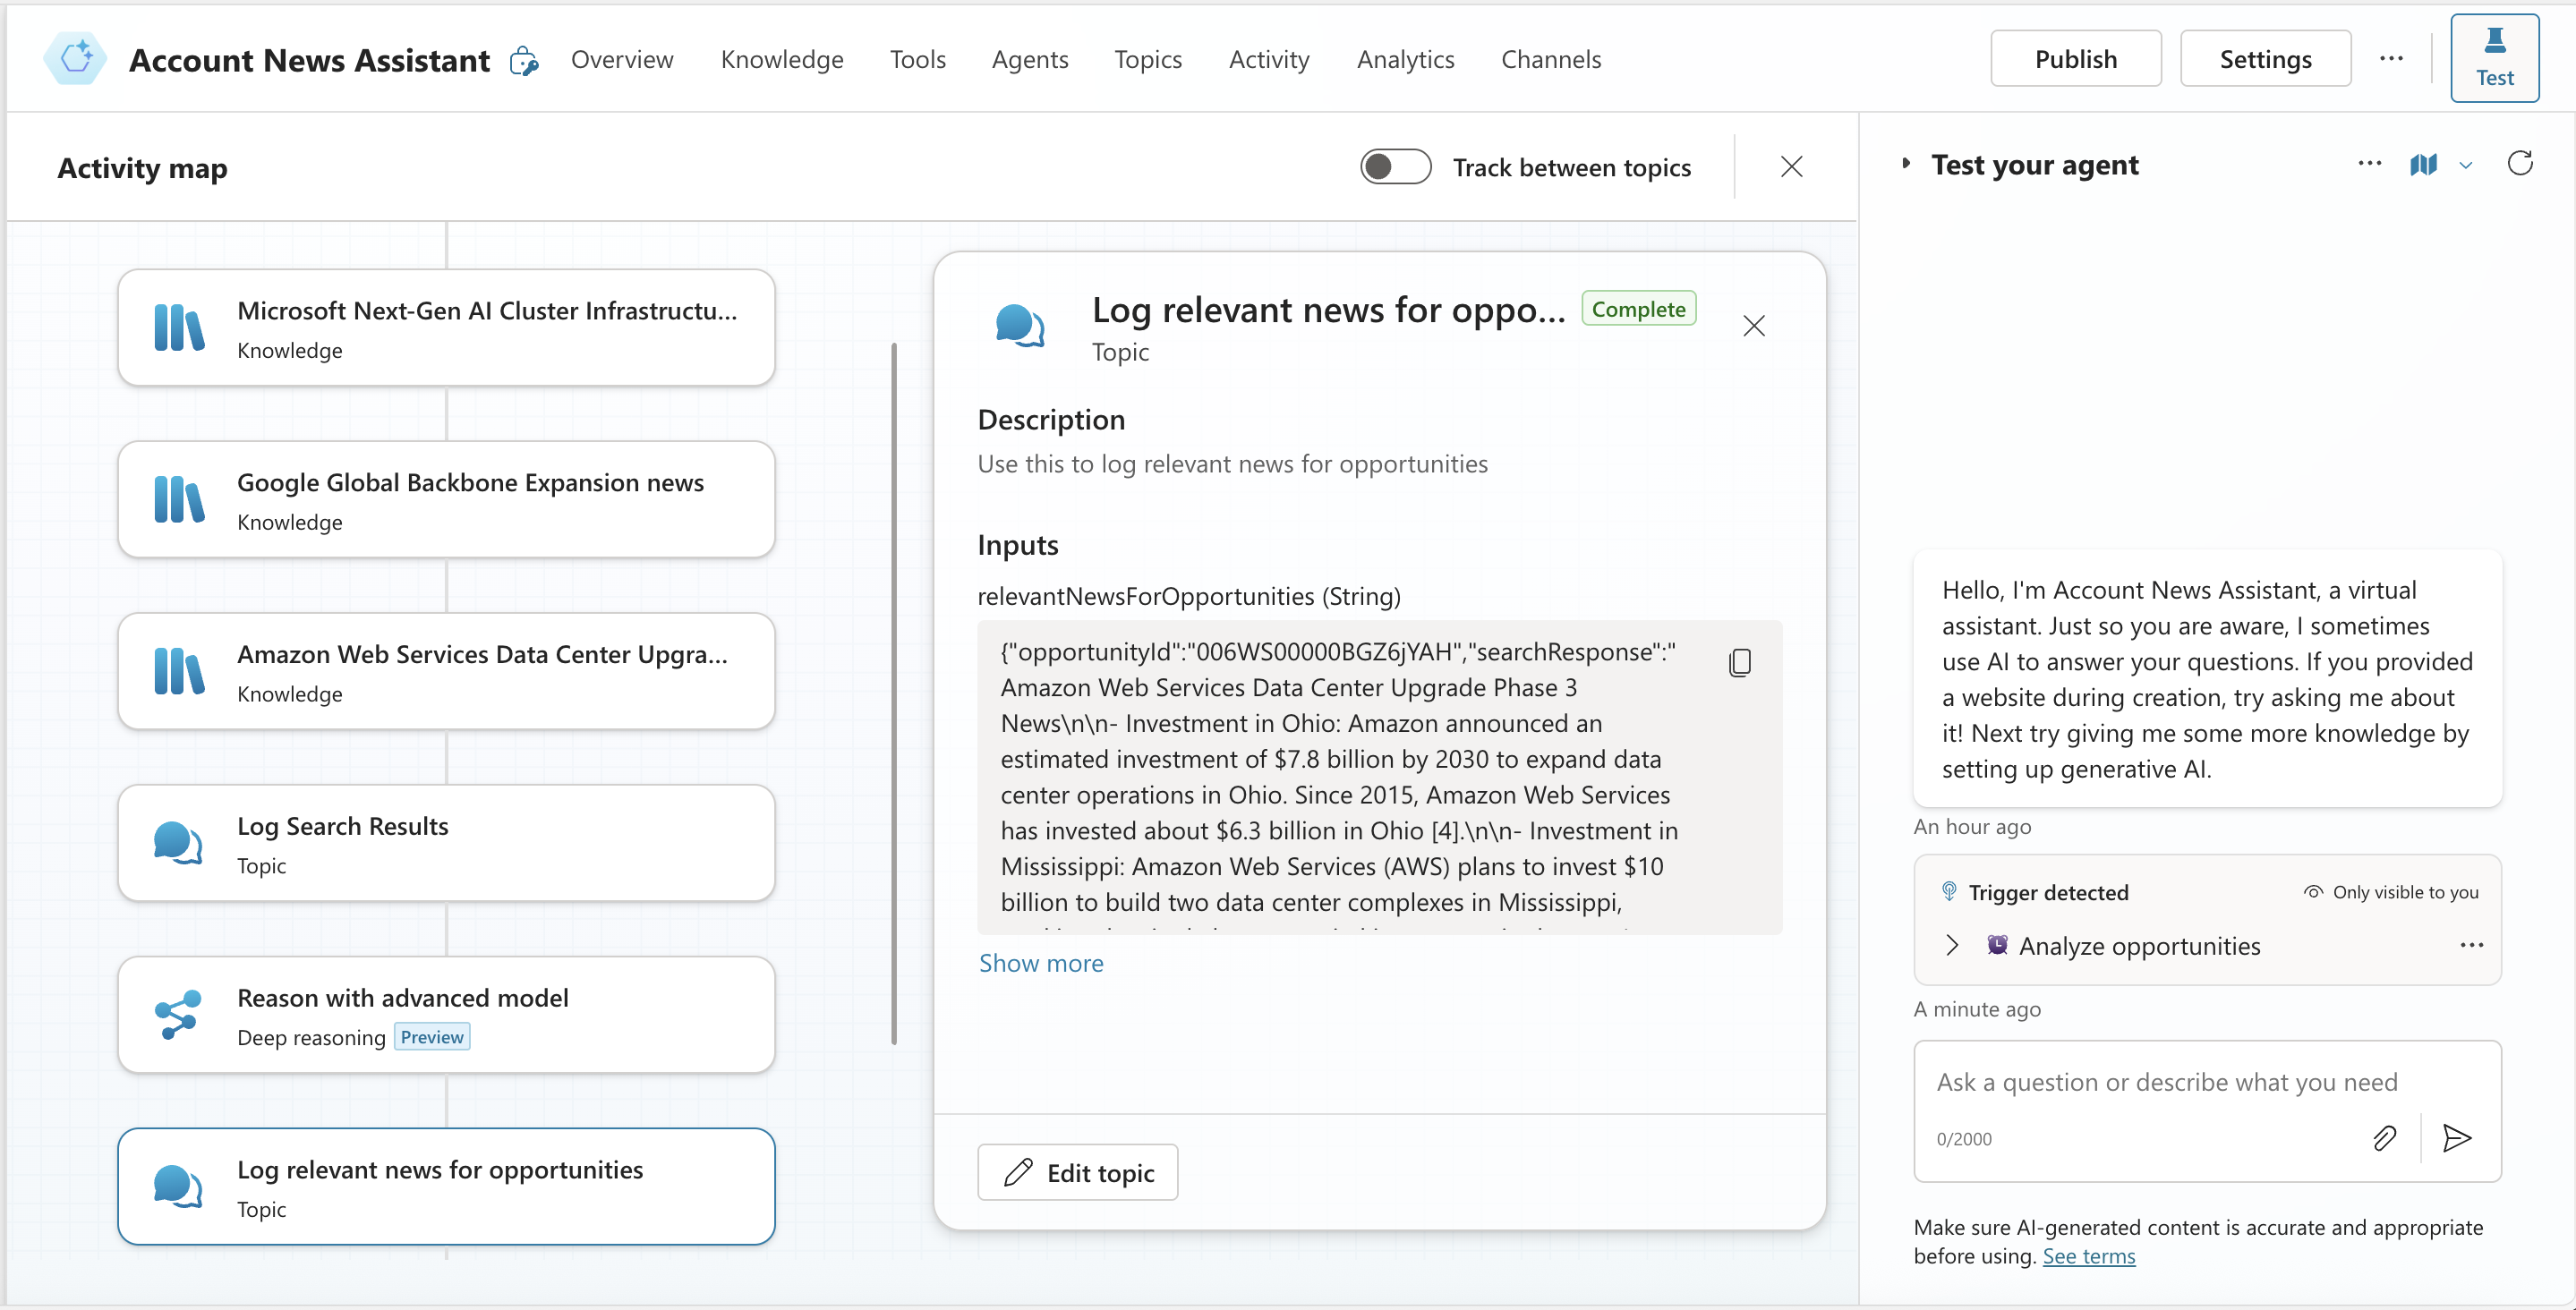 Account News Assistant
Overview
Knowledge
Tools
Agents
Topics
Activity
Analytics
Channels
Publish
Settings
Test
Activity map
Track between topics
Microsoft Next-Gen AI Cluster Infrastructu...
Knowledge
Google Global Backbone Expansion news
Knowledge
Amazon Web Services Data Center Upgra...
Knowledge
Log Search Results
Topic
Reason with advanced model
Deep reasoning Preview
Log relevant news for opportunities
Topic
Log relevant news for oppo... Complete
Topic
Description
Use this to log relevant news for opportunities
Inputs
relevantNewsForOpportunities (String)
{"opportunityId":"006WS00000BGZ6jYAH","searchResponse":"
Amazon Web Services Data Center Upgrade Phase 3
News\n\n- Investment in Ohio: Amazon announced an
estimated investment of $7.8 billion by 2030 to expand data
center operations in Ohio. Since 2015, Amazon Web Services
has invested about $6.3 billion in Ohio [4].\n\n- Investment in
Mississippi: Amazon Web Services (AWS) plans to invest $10
billion to build two data center complexes in Mississippi,
Show more
Edit topic
Test your agent
Hello, I'm Account News Assistant, a virtual
assistant. Just so you are aware, I sometimes
use AI to answer your questions. If you provided
a website during creation, try asking me about
it! Next try giving me some more knowledge by
setting up generative AI.
An hour ago
Trigger detected
Only visible to you
Analyze opportunities
A minute ago
Ask a question or describe what you need
0/2000
Make sure AI-generated content is accurate and appropriate
before using. See terms